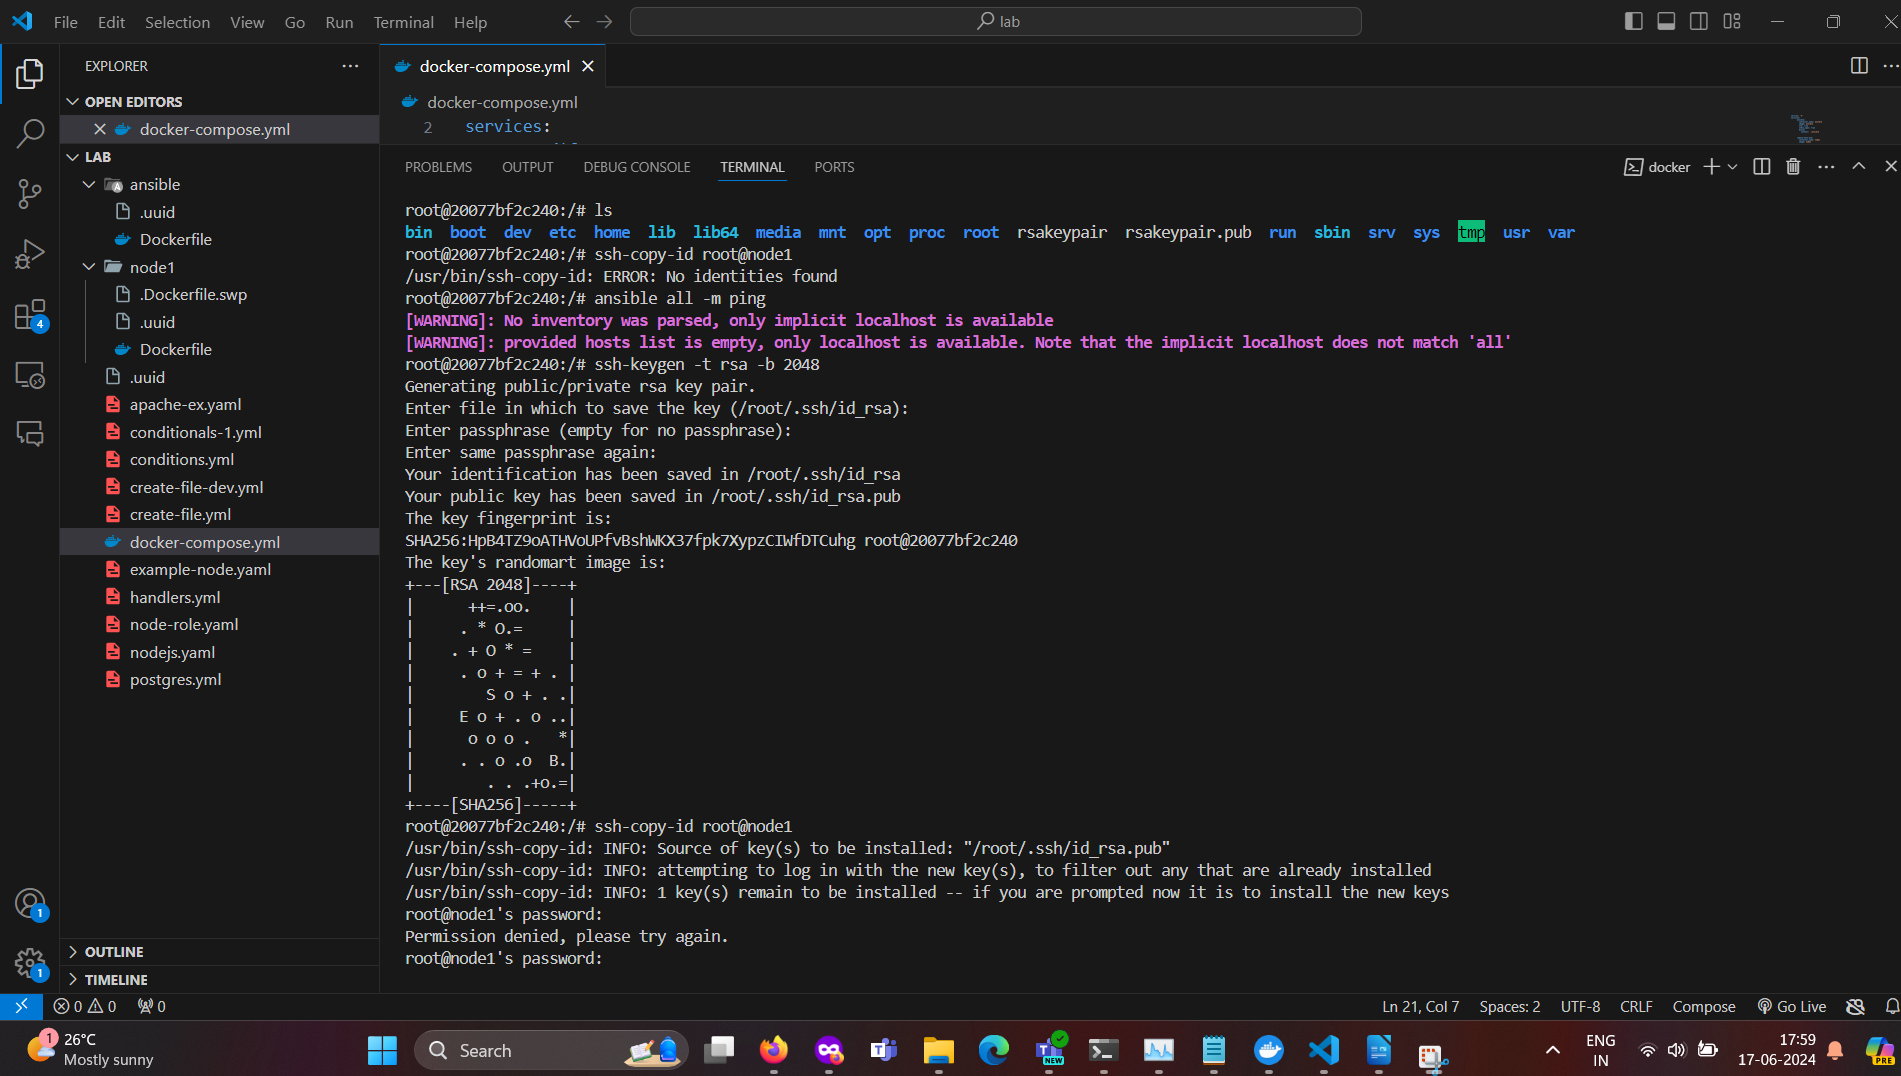 File Edit Selection View Go Run Terminal Help
lab
EXPLORER
OPEN EDITORS
docker-compose.yml
LAB
ansible
.uuid
Dockerfile
node1
.Dockerfile.swp
.uuid
Dockerfile
.uuid
apache-ex.yaml
conditionals-1.yml
conditions.yml
create-file-dev.yml
create-file.yml
docker-compose.yml
example-node.yaml
handlers.yml
node-role.yaml
nodejs.yaml
postgres.yml
OUTLINE
TIMELINE
4
1
1
docker-compose.yml
docker-compose.yml
2 services:
PROBLEMS OUTPUT DEBUG CONSOLE TERMINAL PORTS
docker
root@20077bf2c240:/# ls
bin boot dev etc home lib lib64 media mnt opt proc root rsakeypair rsakeypair.pub run sbin srv sys tmp usr var
root@20077bf2c240:/# ssh-copy-id root@node1
/usr/bin/ssh-copy-id: ERROR: No identities found
root@20077bf2c240:/# ansible all -m ping
[WARNING]: No inventory was parsed, only implicit localhost is available
[WARNING]: provided hosts list is empty, only localhost is available. Note that the implicit localhost does not match 'all'
root@20077bf2c240:/# ssh-keygen -t rsa -b 2048
Generating public/private rsa key pair.
Enter file in which to save the key (/root/.ssh/id_rsa):
Enter passphrase (empty for no passphrase):
Enter same passphrase again:
Your identification has been saved in /root/.ssh/id_rsa
Your public key has been saved in /root/.ssh/id_rsa.pub
The key fingerprint is:
SHA256:HpB4TZ9oATHVoUPfvBshWKX37fpk7XypzCIWfDTCuhg root@20077bf2c240
The key's randomart image is:
+---[RSA 2048]----+
|      ++=.oo.    |
|     . * O.=     |
|    . + O * =    |
|     . o + = + . |
|        S o + . .|
|     E o + . o ..|
|      o o o .   *|
|     . . o .o  B.|
|        . . .+o.=|
+----[SHA256]-----+
root@20077bf2c240:/# ssh-copy-id root@node1
/usr/bin/ssh-copy-id: INFO: Source of key(s) to be installed: "/root/.ssh/id_rsa.pub"
/usr/bin/ssh-copy-id: INFO: attempting to log in with the new key(s), to filter out any that are already installed
/usr/bin/ssh-copy-id: INFO: 1 key(s) remain to be installed -- if you are prompted now it is to install the new keys
root@node1's password:
Permission denied, please try again.
root@node1's password:
0 0 0
Ln 21, Col 7 Spaces: 2 UTF-8 CRLF Compose Go Live
1
26°C
Mostly sunny
Search
NEW
ENG
IN
17:59
17-06-2024
PRE